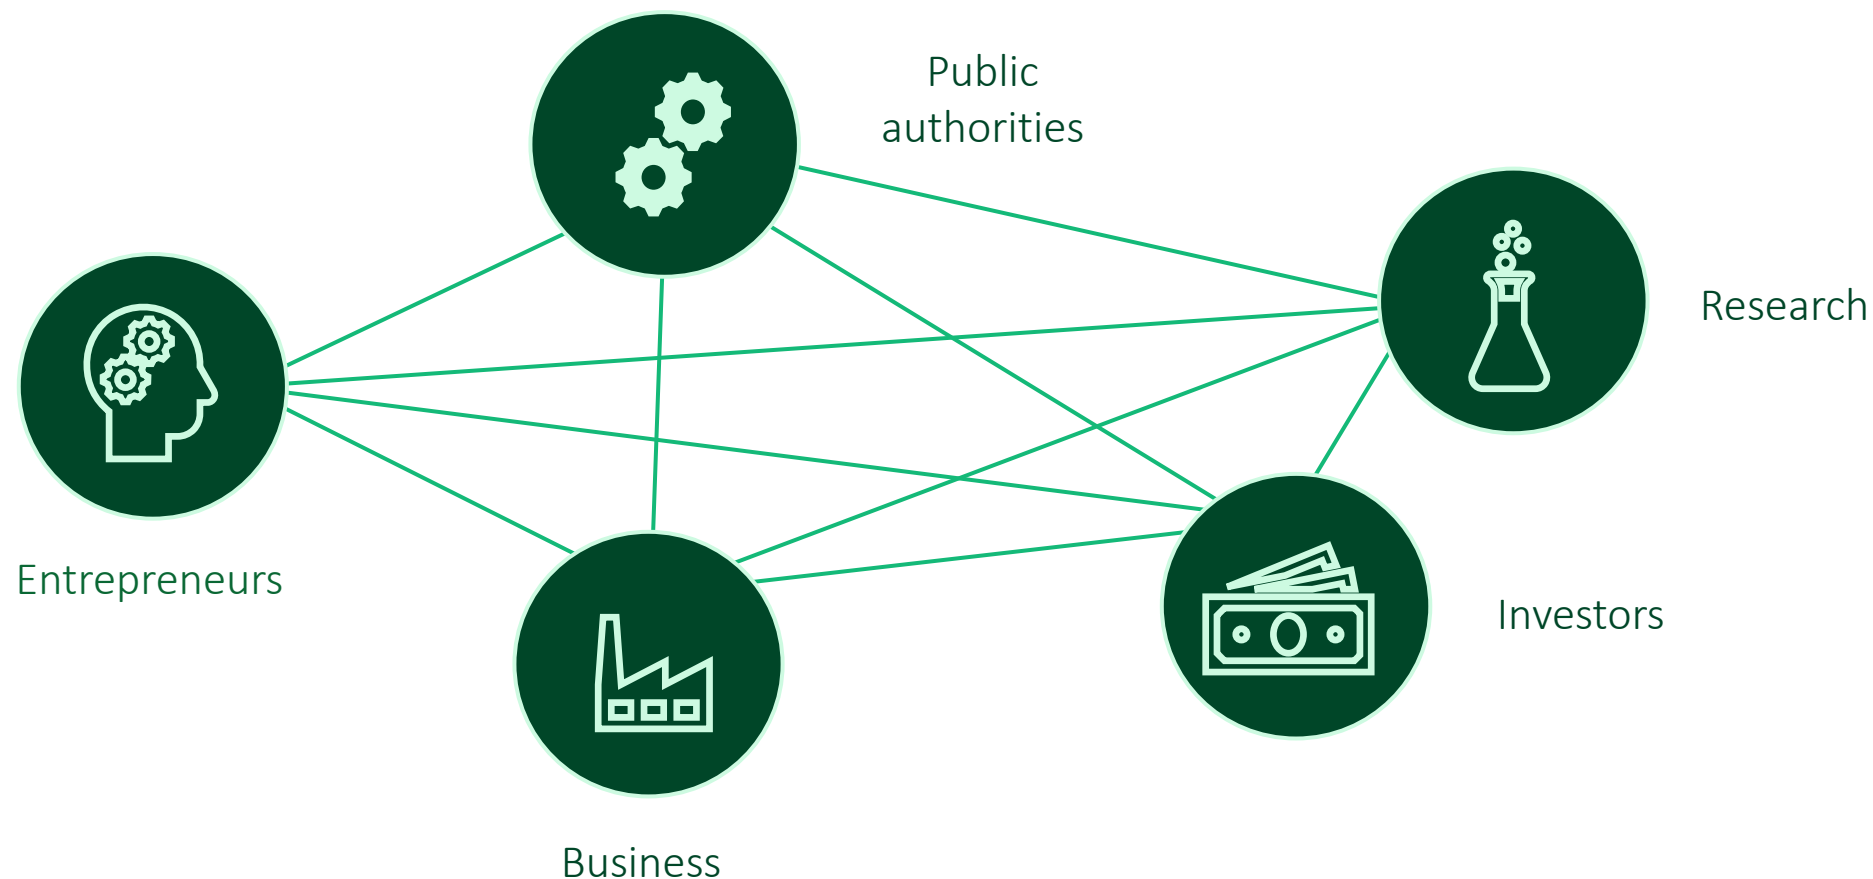 Public
authorities
Research
Entrepreneurs
Investors
Business